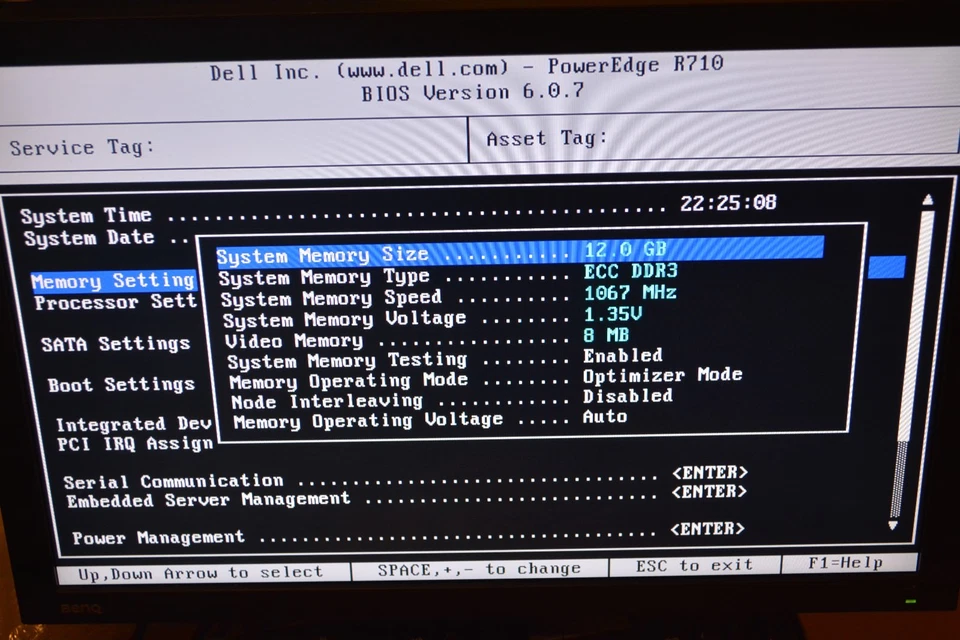 Dell Inc. (www.dell.com) - PowerEdge R710
BIOS Version 6.0.7
Service Tag:
Asset Tag:
System Time ........................................... 22:25:08
System Date ..
System Memory Size ........... 12.0 GB
System Memory Type ........... ECC DDR3
Memory Setting
System Memory Speed .......... 1067 MHz
Processor Sett
System Memory Voltage ........ 1.35V
Video Memory ................. 8 MB
SATA Settings
System Memory Testing ........ Enabled
Memory Operating Mode ........ Optimizer Mode
Boot Settings
Node Interleaving ............ Disabled
Memory Operating Voltage ..... Auto
Integrated Dev
PCI IRQ Assign
Serial Communication .................................. <ENTER>
Embedded Server Management ............................ <ENTER>
Power Management ...................................... <ENTER>
Up,Down Arrow to select
SPACE,+,- to change
ESC to exit
F1=Help
BenQ